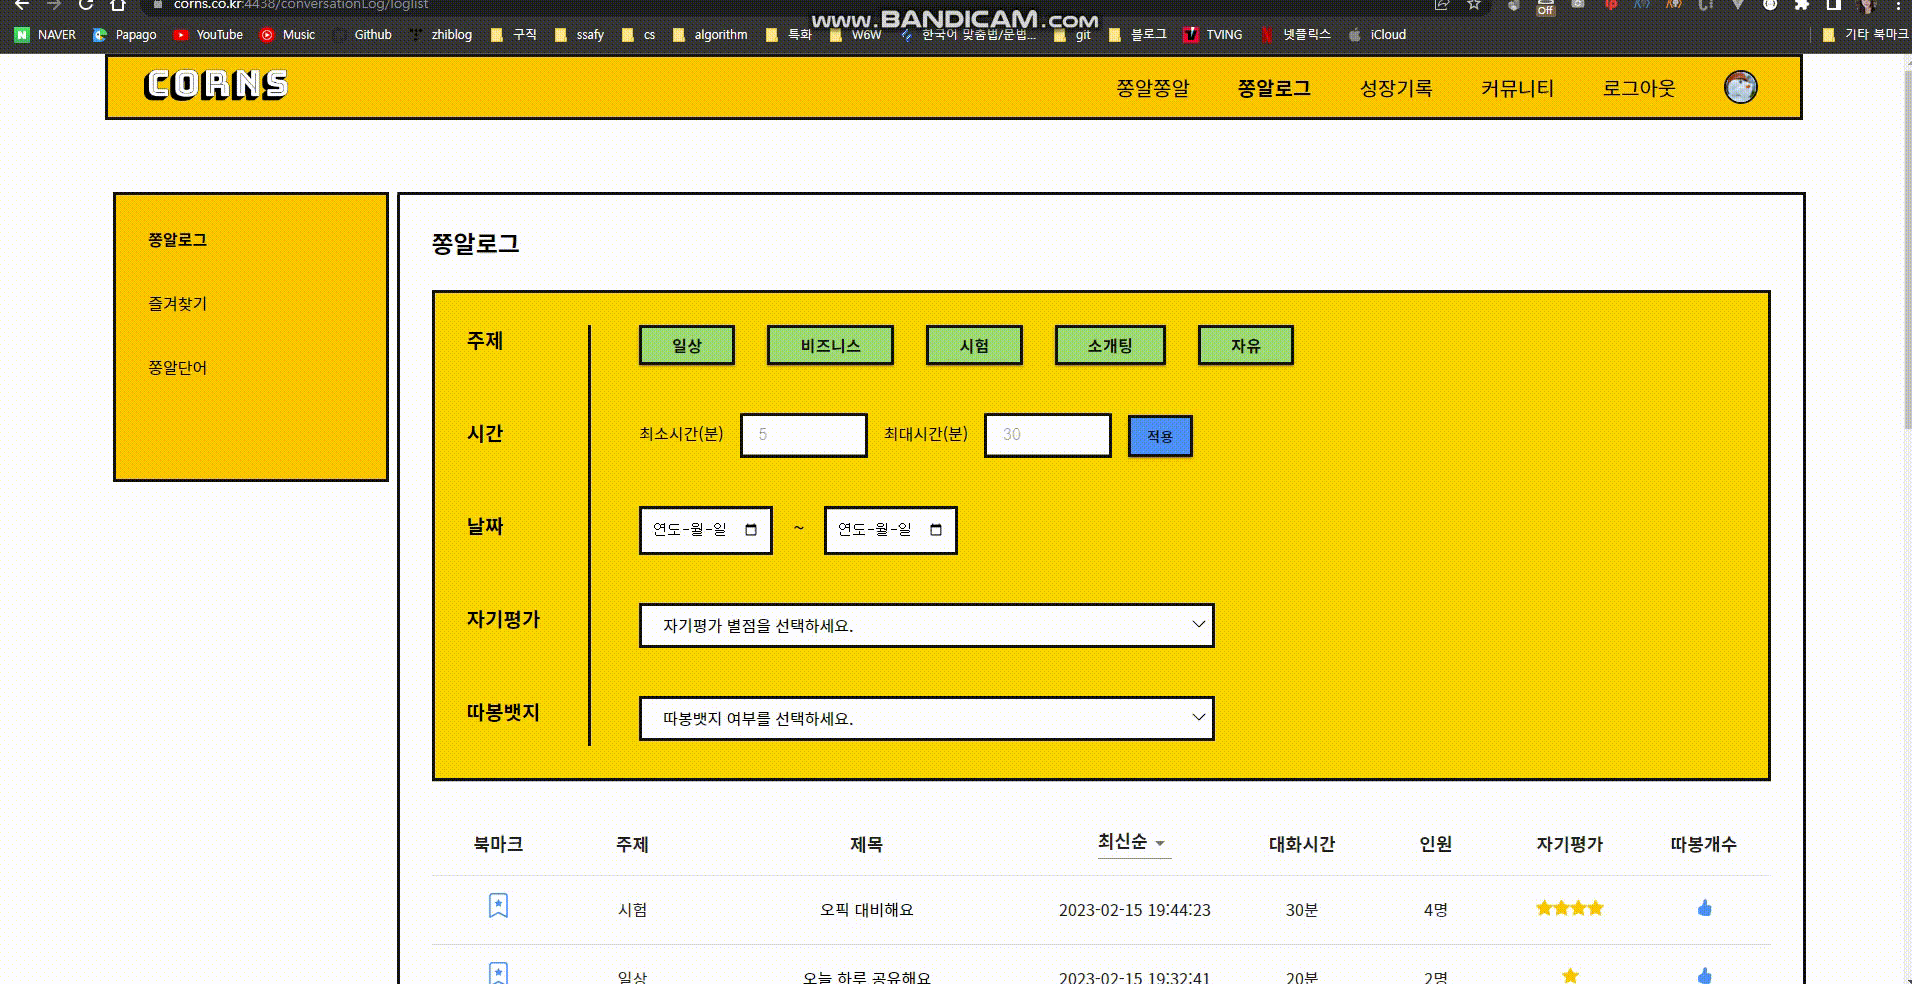 corns.co.kr:4438/conversationLog/loglist
www.BANDICAM.com
Off
NAVER Papago YouTube Music Github zhiblog 구직 ssafy cs algorithm 특화 W6W 한국어 맞춤법/문법... git 블로그 TVING 넷플릭스 iCloud 기타 북마크
CORNS 쫑알쫑알 쫑알로그 성장기록 커뮤니티 로그아웃
쫑알로그
즐겨찾기
쫑알단어
쫑알로그
주제 일상 비즈니스 시험 소개팅 자유
시간 최소시간(분) 5 최대시간(분) 30 적용
날짜 연도-월-일 ~ 연도-월-일
자기평가 자기평가 별점을 선택하세요.
따봉뱃지 따봉뱃지 여부를 선택하세요.
북마크 주제 제목 최신순 대화시간 인원 자기평가 따봉개수
시험 오픽 대비해요 2023-02-15 19:44:23 30분 4명
일상 오늘 하루 공유해요 2023-02-15 19:32:41 20분 2명